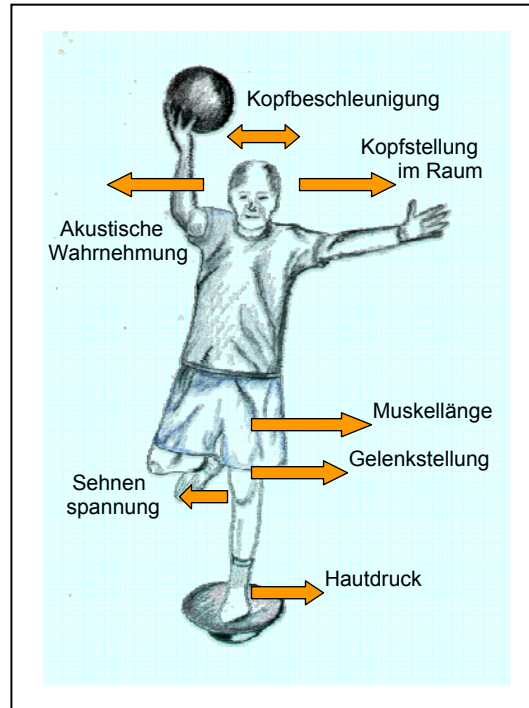 Kopfbeschleunigung
Kopfstellung
im Raum
Akustische
Wahrnehmung
Muskellänge
Gelenkstellung
Sehnen
spannung
Hautdruck